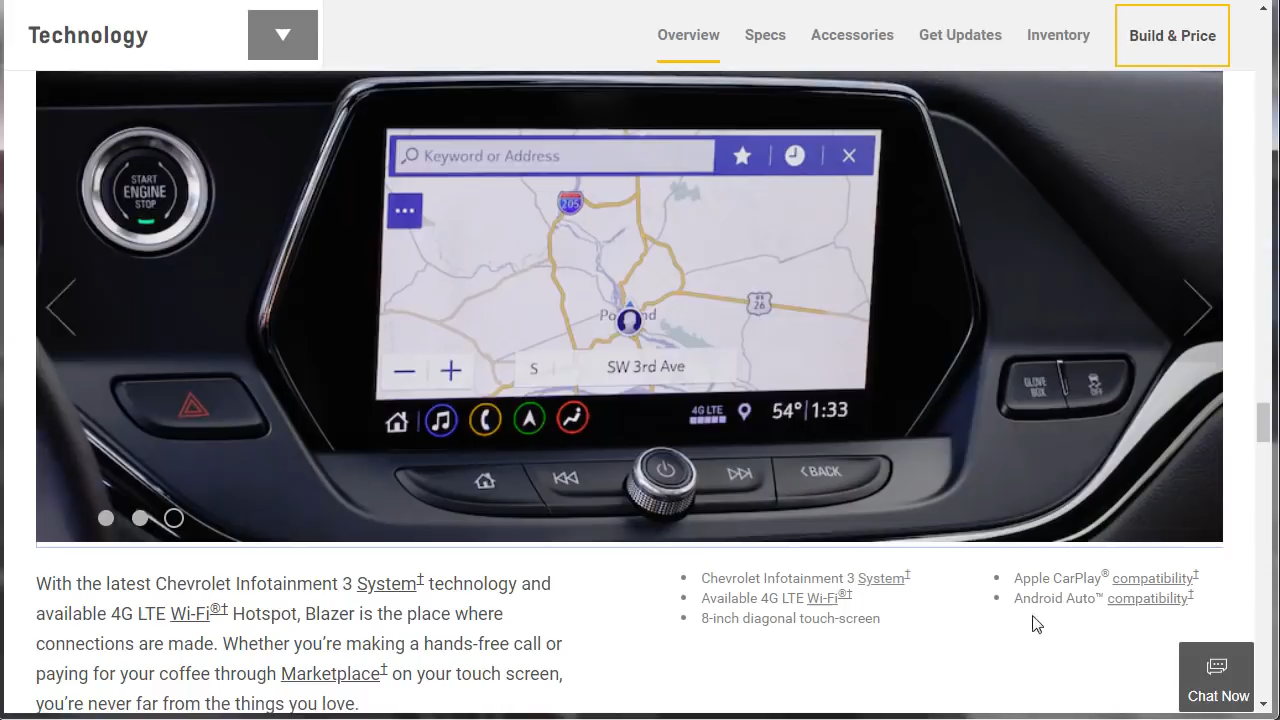 Technology
Overview
Specs
Accessories
Get Updates
Inventory
Build & Price
START
ENGINE
STOP
Keyword or Address
205
26
SW 3rd Ave
S
4G LTE
54° 1:33
GLOVE
BOX
OFF
BACK
With the latest Chevrolet Infotainment 3 System‡ technology and
available 4G LTE Wi-Fi®† Hotspot, Blazer is the place where
connections are made. Whether you’re making a hands-free call or
paying for your coffee through Marketplace† on your touch screen,
you’re never far from the things you love.
• Chevrolet Infotainment 3 System†
• Available 4G LTE Wi-Fi®†
• 8-inch diagonal touch-screen
• Apple CarPlay® compatibility†
• Android Auto™ compatibility†
Chat Now